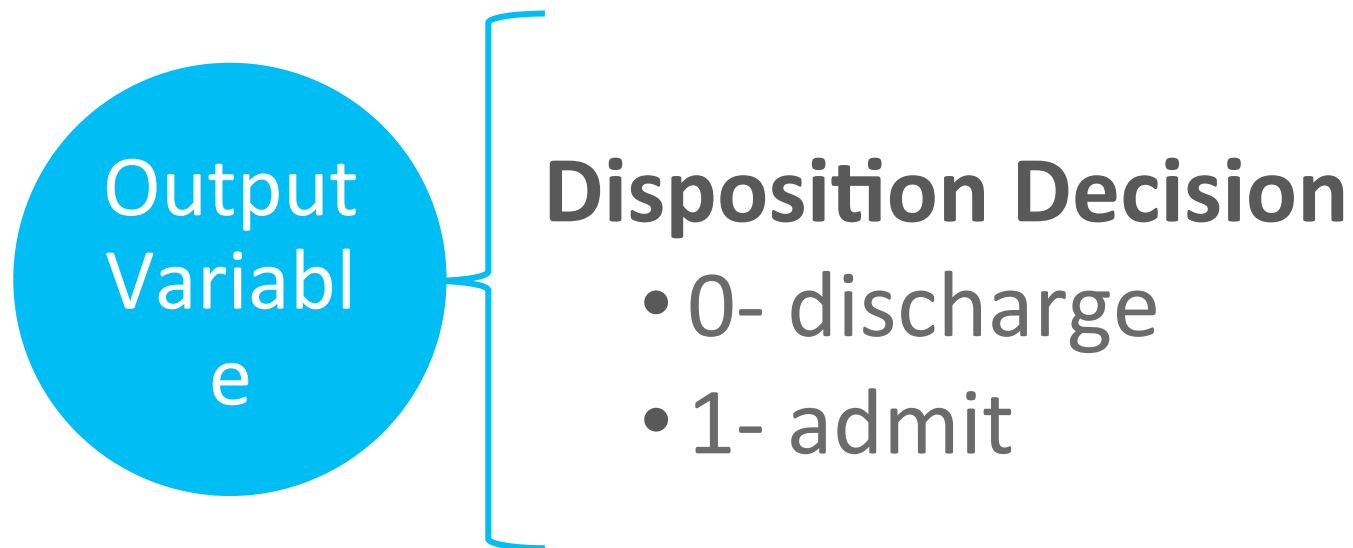 Output
Variabl
e
Disposition Decision
• 0- discharge
• 1- admit